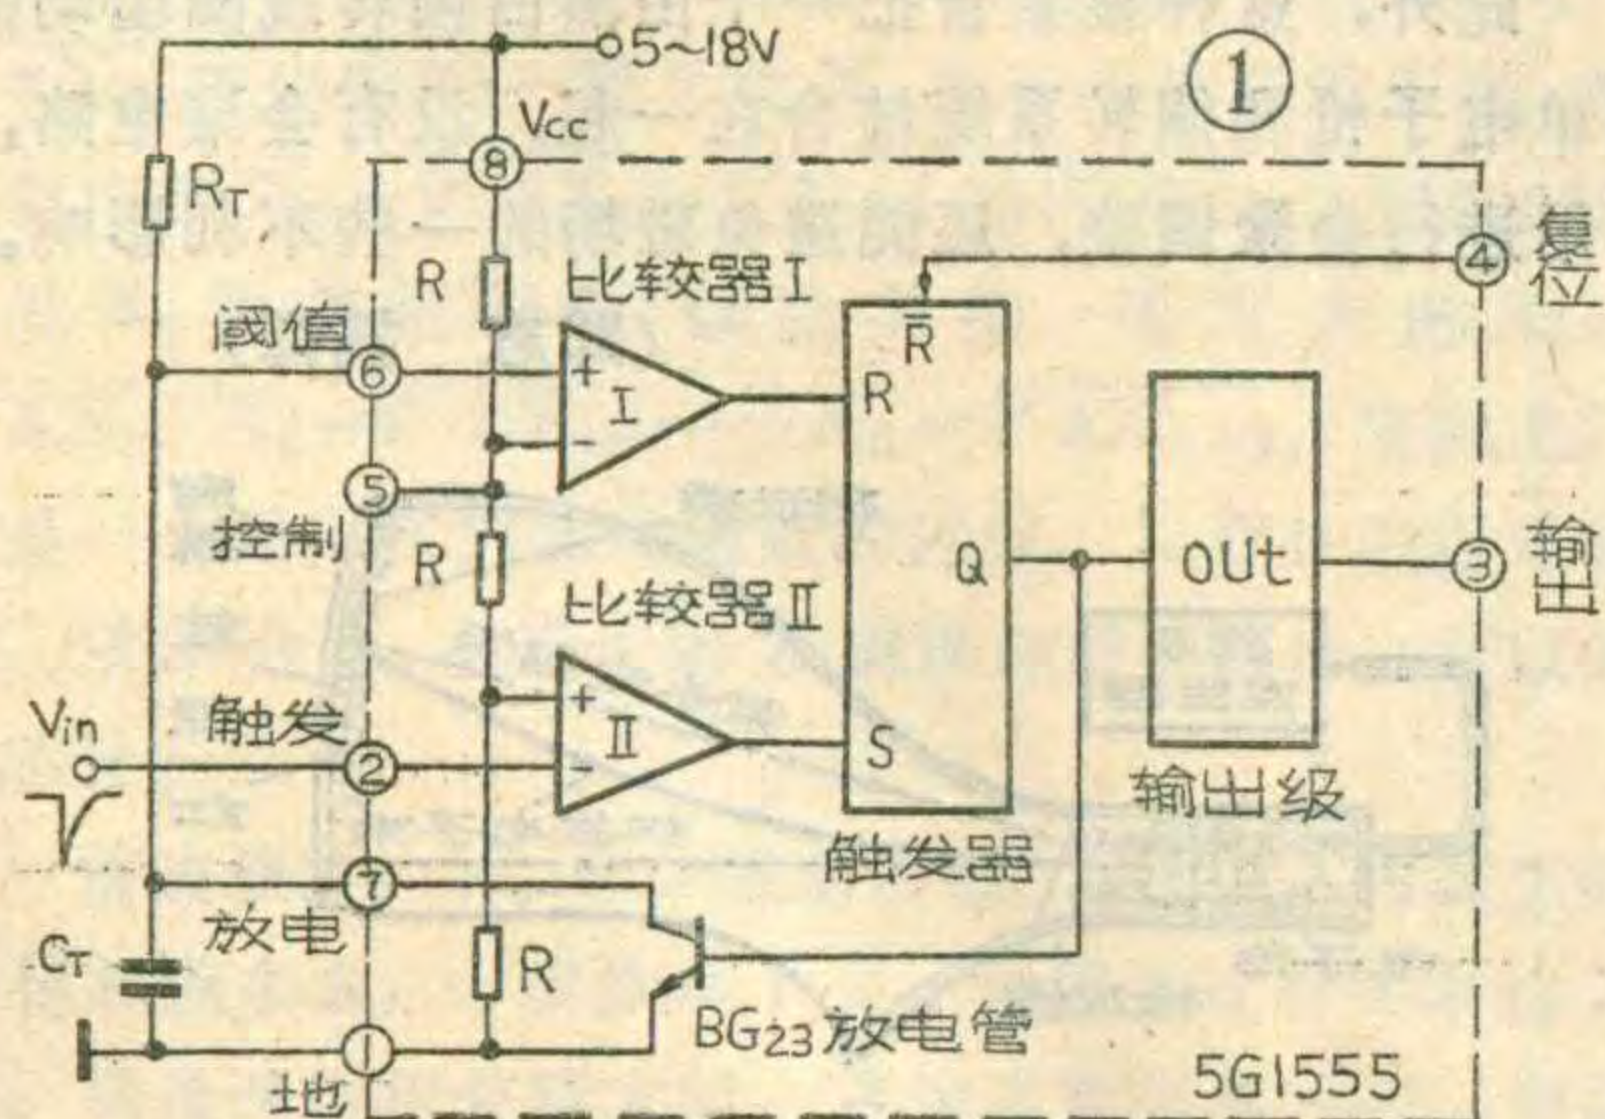 5~18V
①
Vcc
⑧
RT
R
比较器I
④
复位
阈值
⑥
+
I
-
R̄
R
⑤
控制
R
比较器II
Q
out
③
输出
Vin
触发
②
+
II
-
S
输出级
触发器
⑦
放电
CT
R
BG23放电管
①
地
5G1555